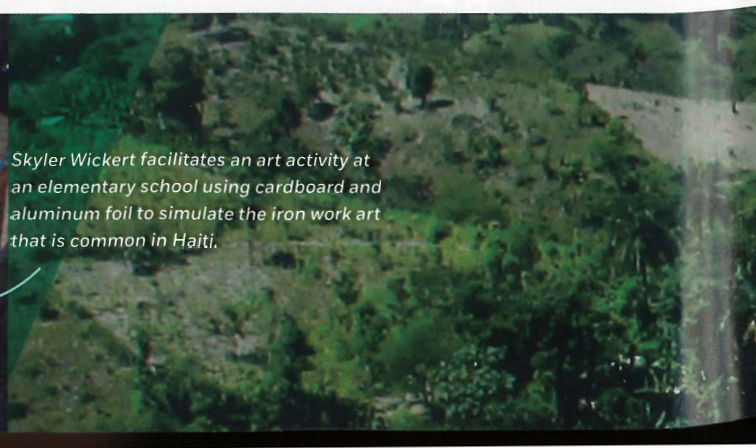 Skyler Wickert facilitates an art activity at
an elementary school using cardboard and
aluminum foil to simulate the iron work art
that is common in Haiti.